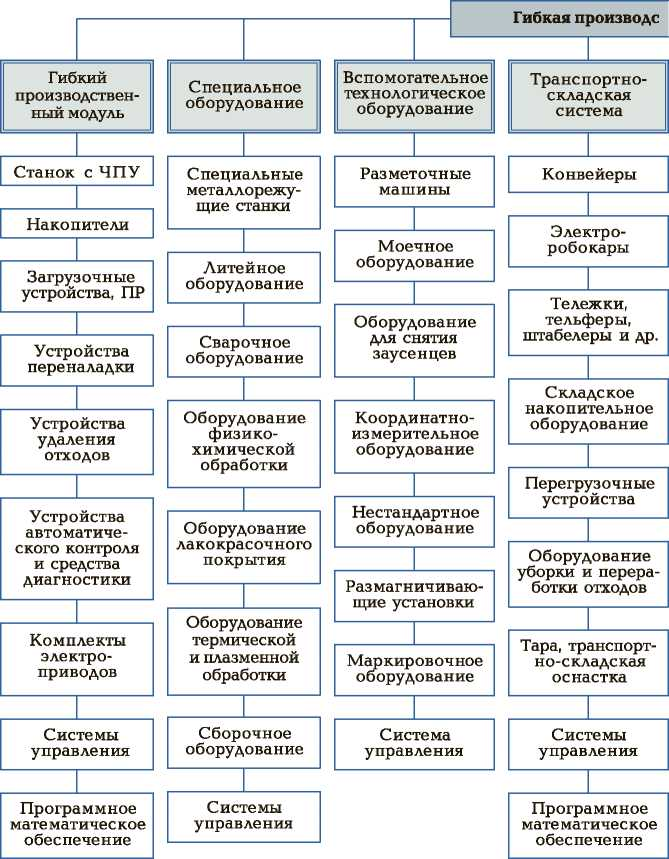 Гибкая производс
Гибкий
производствен-
ный модуль
Станок с ЧПУ
Накопители
Загрузочные
устройства, ПР
Устройства
переналадки
Устройства
удаления
отходов
Устройства
автоматиче-
ского контроля
и средства
диагностики
Комплекты
электро-
приводов
Системы
управления
Программное
математическое
обеспечение
Специальное
оборудование
Специальные
металлорежу-
щие станки
Литейное
оборудование
Сварочное
оборудование
Оборудование
физико-
химической
обработки
Оборудование
лакокрасочного
покрытия
Оборудование
термической
и плазменной
обработки
Сборочное
оборудование
Системы
управления
Вспомогательное
технологическое
оборудование
Разметочные
машины
Моечное
оборудование
Оборудование
для снятия
заусенцев
Координатно-
измерительное
оборудование
Нестандартное
оборудование
Размагничиваю-
щие установки
Маркировочное
оборудование
Система
управления
Транспортно-
складская
система
Конвейеры
Электро-
робокары
Тележки,
тельферы,
штабелеры и др.
Складское
накопительное
оборудование
Перегрузочные
устройства
Оборудование
уборки и перера-
ботки отходов
Тара, транспорт-
но-складская
оснастка
Системы
управления
Программное
математическое
обеспечение